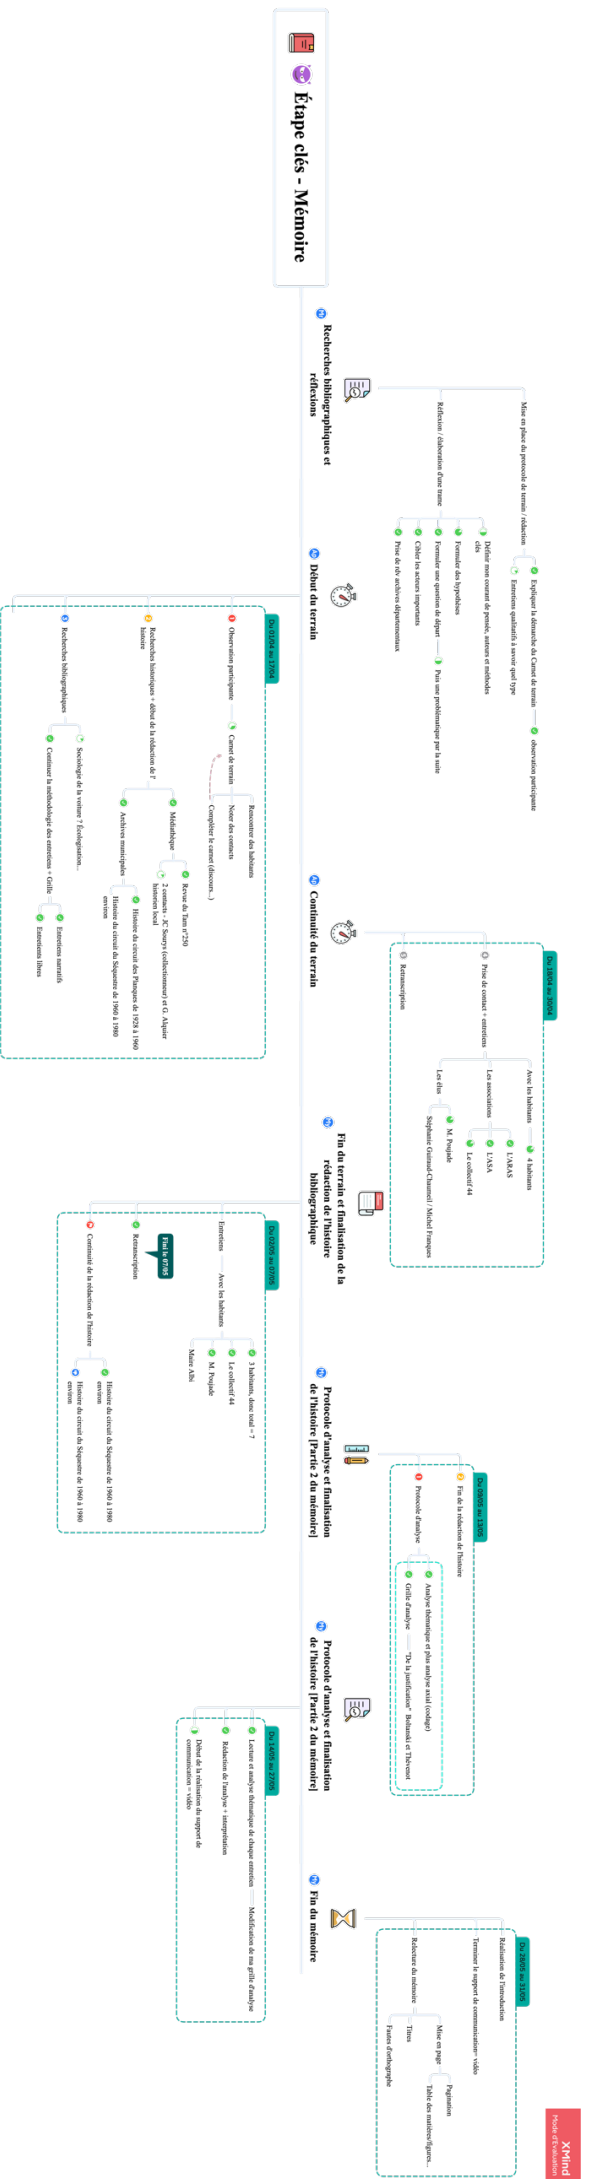 Étape clés - Mémoire
Recherches bibliographiques et
réflexions
Mise en place du protocole de terrain / rédaction
Expliquer la démarche du Carnet de terrain
observation participante
Entretiens qualitatifs à savoir quel type
Réflexion / élaboration d'une trame
Définir mon courant de pensée, auteurs et méthodes
clés
Formuler des hypothèses
Formuler une question de départ
Puis une problématique par la suite
Cibler les acteurs importants
Prise de rdv archives départementaux
Début du terrain
Du 01/04 au 17/04
Observation participante
Carnet de terrain
Rencontrer des habitants
Noter des contacts
Compléter le carnet (discours...)
Recherches historiques + début de la rédaction de l'
histoire
Médiathèque
Revue du Tarn n°250
2 contacts - JC Sourys (collectionneur) et G. Alquier
historien local
Archives municipales
Histoire du circuit des Planques de 1928 à 1960
Histoire du circuit du Séquestre de 1960 à 1980
environ
Recherches bibliographiques
Sociologie de la voiture ? Écologisation...
Continuer la méthodologie des entretiens + Grille
Entretiens narratifs
Entretients libres
Continuité du terrain
Du 18/04 au 30/04
Prise de contact + entretiens
Avec les habitants
4 habitants
Les associations
L'ARAS
L'ASA
Le collectif 44
Les élus
M. Poujade
Stéphanie Guiraud-Chaumeil / Michel Franques
Retranscription
Fin du terrain et finalisation de la
rédaction de l'histoire
bibliographique
Du 02/05 au 07/05
Entretiens
Avec les habitants
3 habitants, donc total = 7
Le collectif 44
M. Poujade
Maire Albi
Fini le 07/05
Retranscription
Continuité de la rédaction de l'histoire
Histoire du circuit du Séquestre de 1960 à 1980
environ
Histoire du circuit du Séquestre de 1960 à 1980
environ
Protocole d'analyse et finalisation
de l'histoire [Partie 2 du mémoire]
Du 08/05 au 13/05
Fin de la rédaction de l'histoire
Protocole d'analyse
Analyse thématique et plus analyse axial (codage)
Grille d'analyse
"De la justification" Boltanski et Thévenot
Protocole d'analyse et finalisation
de l'histoire [Partie 2 du mémoire]
Du 14/05 au 27/05
Lecture et analyse thématique de chaque entretien
Modification de ma grille d'analyse
Rédaction de l'analyse + interprétation
Début de la réalisation du support de
communication = vidéo
Fin du mémoire
Du 28/05 au 31/05
Réalisation de l'introduction
Terminer le support de communication= vidéo
Relecture du mémoire
Mise en page
Pagination
Table des matières/figures...
Titres
Fautes d'orthographe
XMind
Mode d'Évaluation